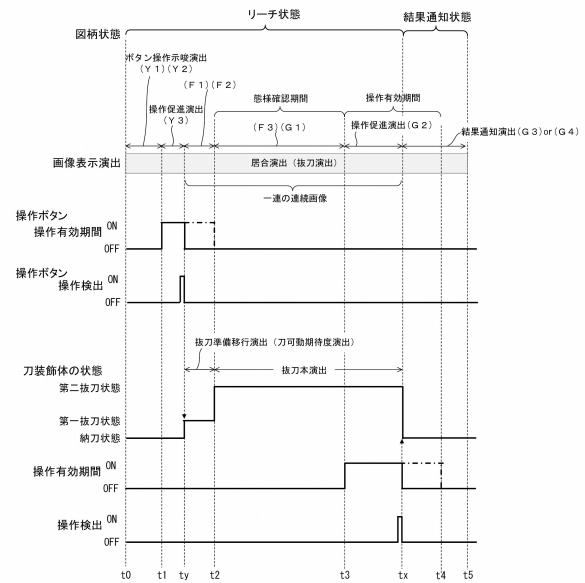 リーチ状態
結果通知状態
図柄状態
ボタン操作示唆演出
(Y1)(Y2)
(F1)(F2)
操作促進演出
(Y3)
態様確認期間
操作有効期間
(F3)(G1)
操作促進演出(G2)
結果通知演出(G3)or(G4)
画像表示演出
居合演出(抜刀演出)
一連の連続画像
操作ボタン
操作有効期間
ON
OFF
操作ボタン
操作検出
ON
OFF
抜刀準備移行演出(刀可動期待度演出)
刀装飾体の状態
抜刀本演出
第二抜刀状態
第一抜刀状態
納刀状態
操作有効期間
ON
OFF
操作検出
ON
OFF
t0 t1 ty t2 t3 tx t4 t5